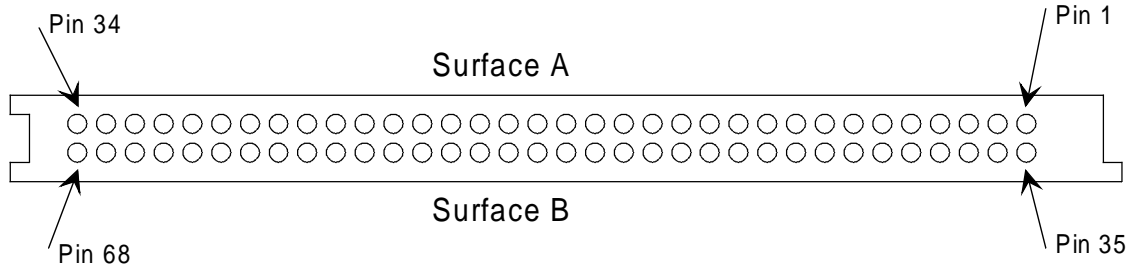 Pin 34
Pin 1
Surface A
Surface B
Pin 68
Pin 35